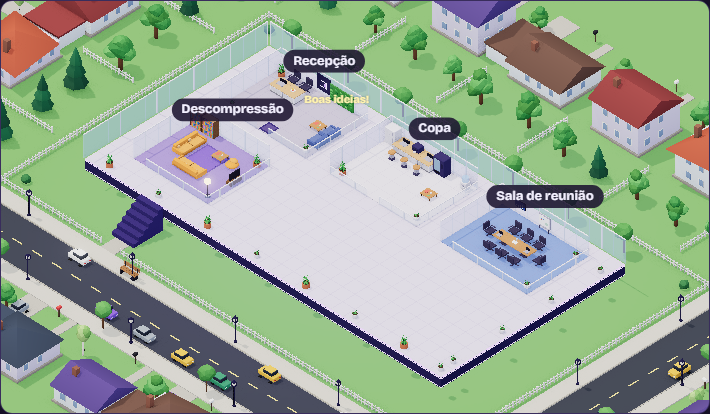 Recepção
Boas ideias!
Descompressão
Copa
Sala de reunião